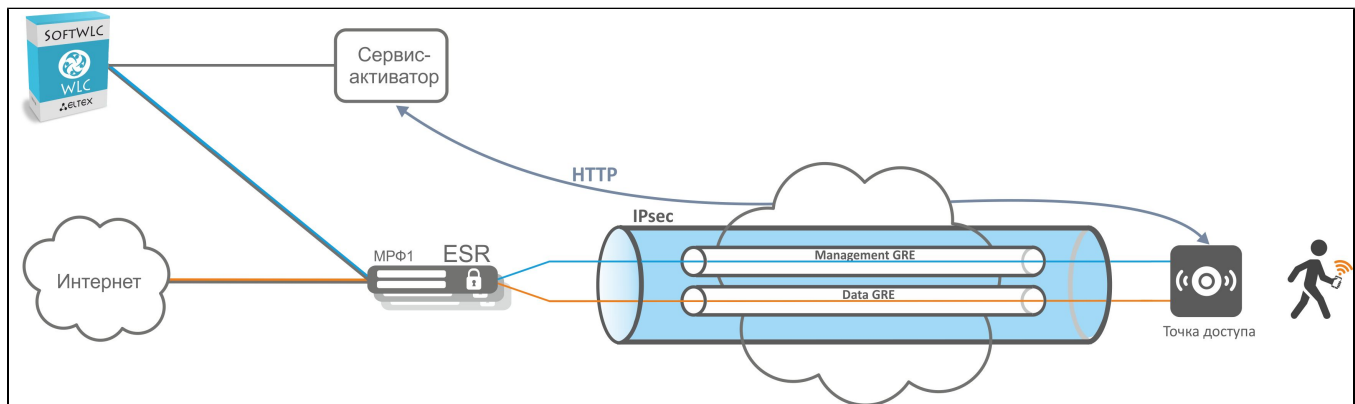 SOFTWLC
WLC
ELTEX
Сервис-
активатор
HTTP
IPsec
МРФ1
ESR
Интернет
Management GRE
Data GRE
Точка доступа